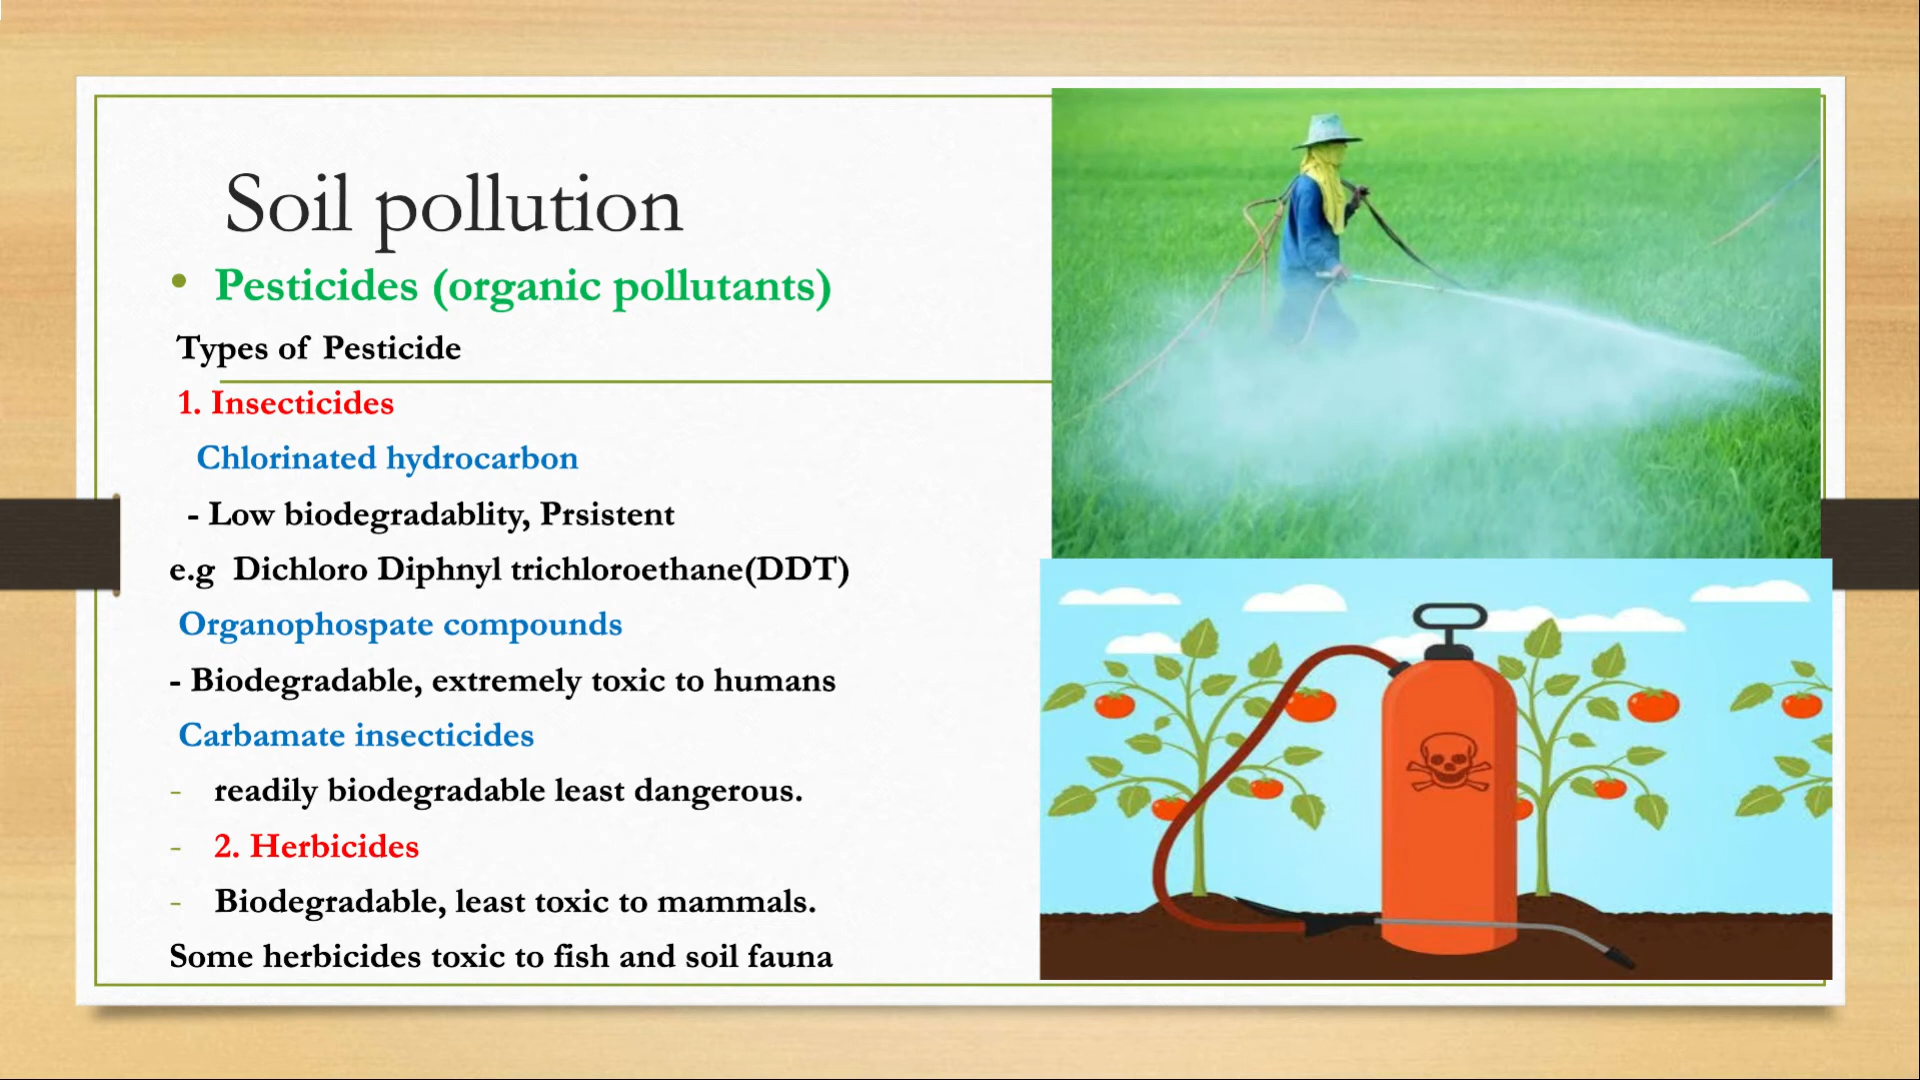 Soil pollution
• Pesticides (organic pollutants)
Types of Pesticide
1. Insecticides
Chlorinated hydrocarbon
- Low biodegradablity, Prsistent
e.g Dichloro Diphnyl trichloroethane(DDT)
Organophospate compounds
- Biodegradable, extremely toxic to humans
Carbamate insecticides
- readily biodegradable least dangerous.
- 2. Herbicides
- Biodegradable, least toxic to mammals.
Some herbicides toxic to fish and soil fauna